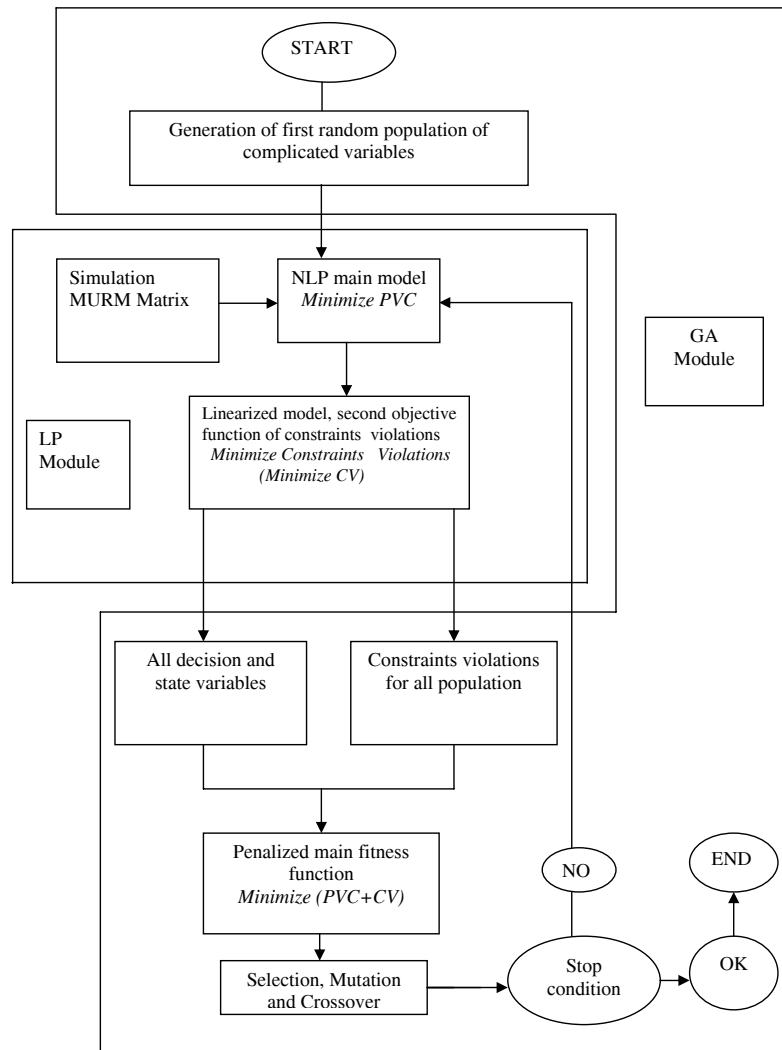 START
Generation of first random population of
complicated variables
Simulation
MURM Matrix
NLP main model
Minimize PVC
GA
Module
LP
Module
Linearized model, second objective
function of constraints violations
Minimize Constraints Violations
(Minimize CV)
All decision and
state variables
Constraints violations
for all population
Penalized main fitness
function
Minimize (PVC+CV)
NO
END
Selection, Mutation
and Crossover
Stop
condition
OK